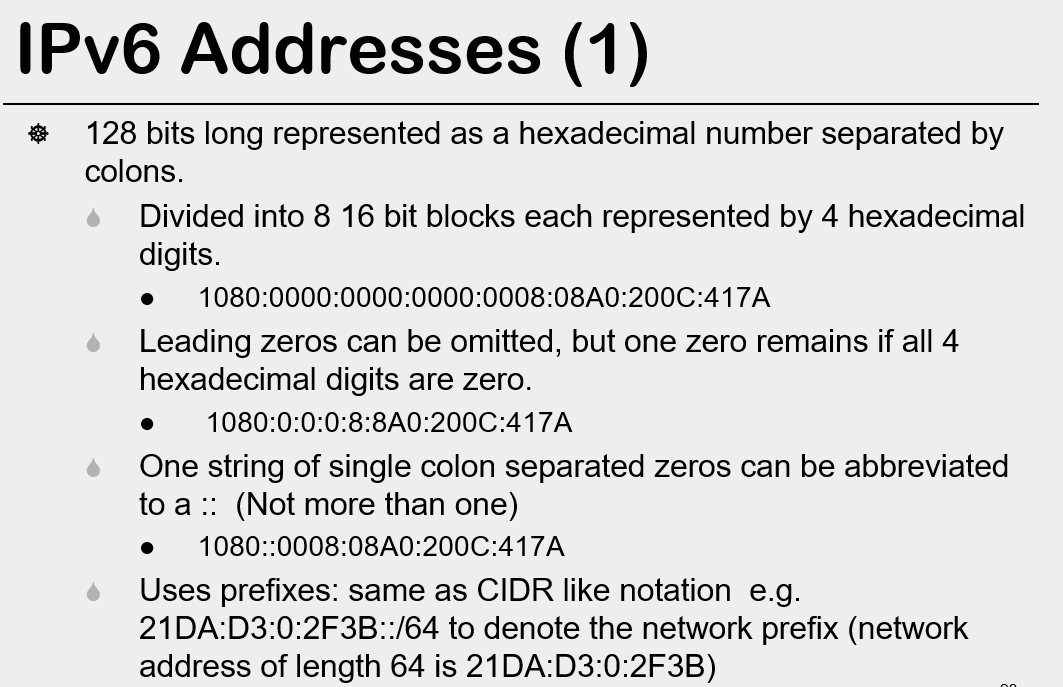 IPv6 Addresses (1)
128 bits long represented as a hexadecimal number separated by
colons.
Divided into 8 16 bit blocks each represented by 4 hexadecimal
digits.
1080:0000:0000:0000:0008:08A0:200C:417A
Leading zeros can be omitted, but one zero remains if all 4
hexadecimal digits are zero.
1080:0:0:0:8:8A0:200C:417A
One string of single colon separated zeros can be abbreviated
to a :: (Not more than one)
1080::0008:08A0:200C:417A
Uses prefixes: same as CIDR like notation e.g.
21DA:D3:0:2F3B::/64 to denote the network prefix (network
address of length 64 is 21DA:D3:0:2F3B)